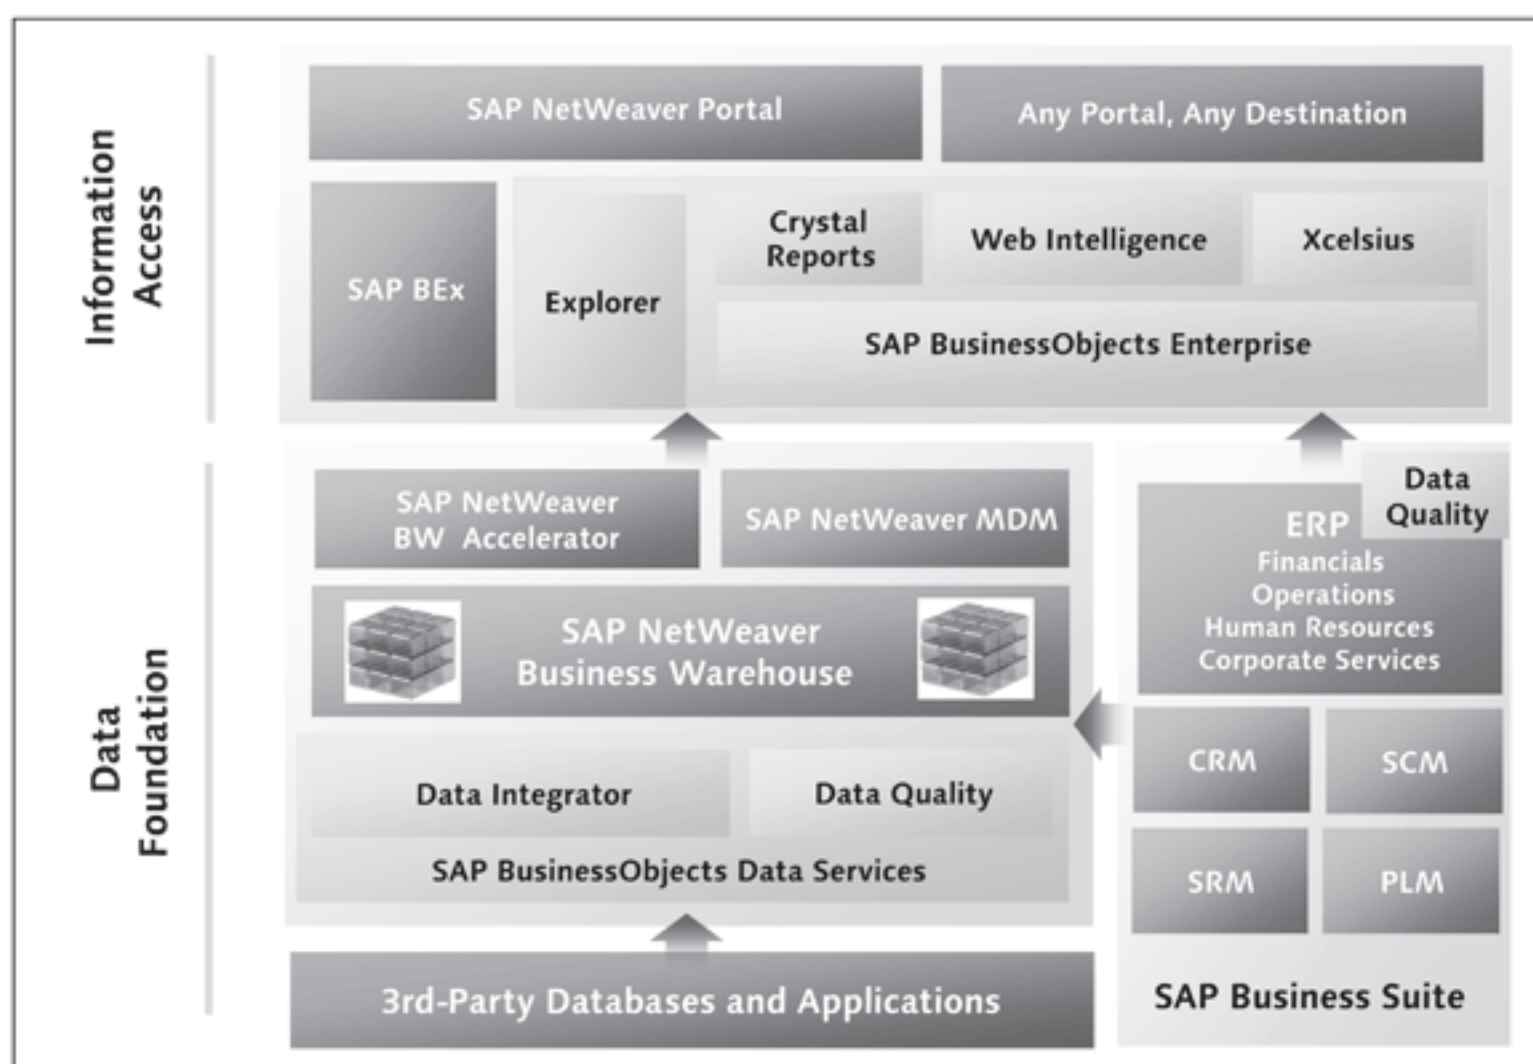 Information
Access
SAP NetWeaver Portal
Any Portal, Any Destination
SAP BEx
Explorer
Crystal
Reports
Web Intelligence
Xcelsius
SAP BusinessObjects Enterprise
Data
Foundation
SAP NetWeaver
BW Accelerator
SAP NetWeaver MDM
SAP NetWeaver
Business Warehouse
Data Integrator
Data Quality
SAP BusinessObjects Data Services
3rd-Party Databases and Applications
Data
Quality
ERP
Financials
Operations
Human Resources
Corporate Services
CRM
SCM
SRM
PLM
SAP Business Suite